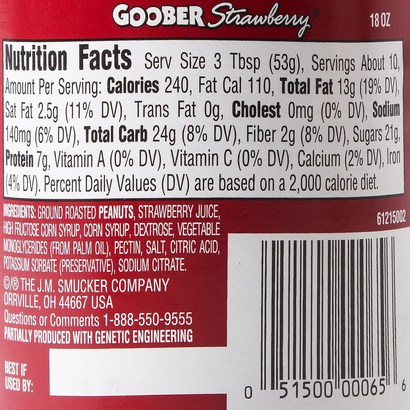 GOOBER Strawberry®
18 OZ
Nutrition Facts Serv Size 3 Tbsp (53g), Servings About 10,
Amount Per Serving: Calories 240, Fat Cal 110, Total Fat 13g (19% DV),
Sat Fat 2.5g (11% DV), Trans Fat 0g, Cholest 0mg (0% DV), Sodium
140mg (6% DV), Total Carb 24g (8% DV), Fiber 2g (8% DV), Sugars 21g,
Protein 7g, Vitamin A (0% DV), Vitamin C (0% DV), Calcium (2% DV), Iron
(4% DV). Percent Daily Values (DV) are based on a 2,000 calorie diet.
INGREDIENTS: GROUND ROASTED PEANUTS, STRAWBERRY JUICE,
HIGH FRUCTOSE CORN SYRUP, CORN SYRUP, DEXTROSE, VEGETABLE
MONOGLYCERIDES (FROM PALM OIL), PECTIN, SALT, CITRIC ACID,
POTASSIUM SORBATE (PRESERVATIVE), SODIUM CITRATE.
©/® THE J.M. SMUCKER COMPANY
ORRVILLE, OH 44667 USA
Questions or Comments 1-888-550-9555
PARTIALLY PRODUCED WITH GENETIC ENGINEERING
61215002
BEST IF
USED BY:
0 51500 00065 6